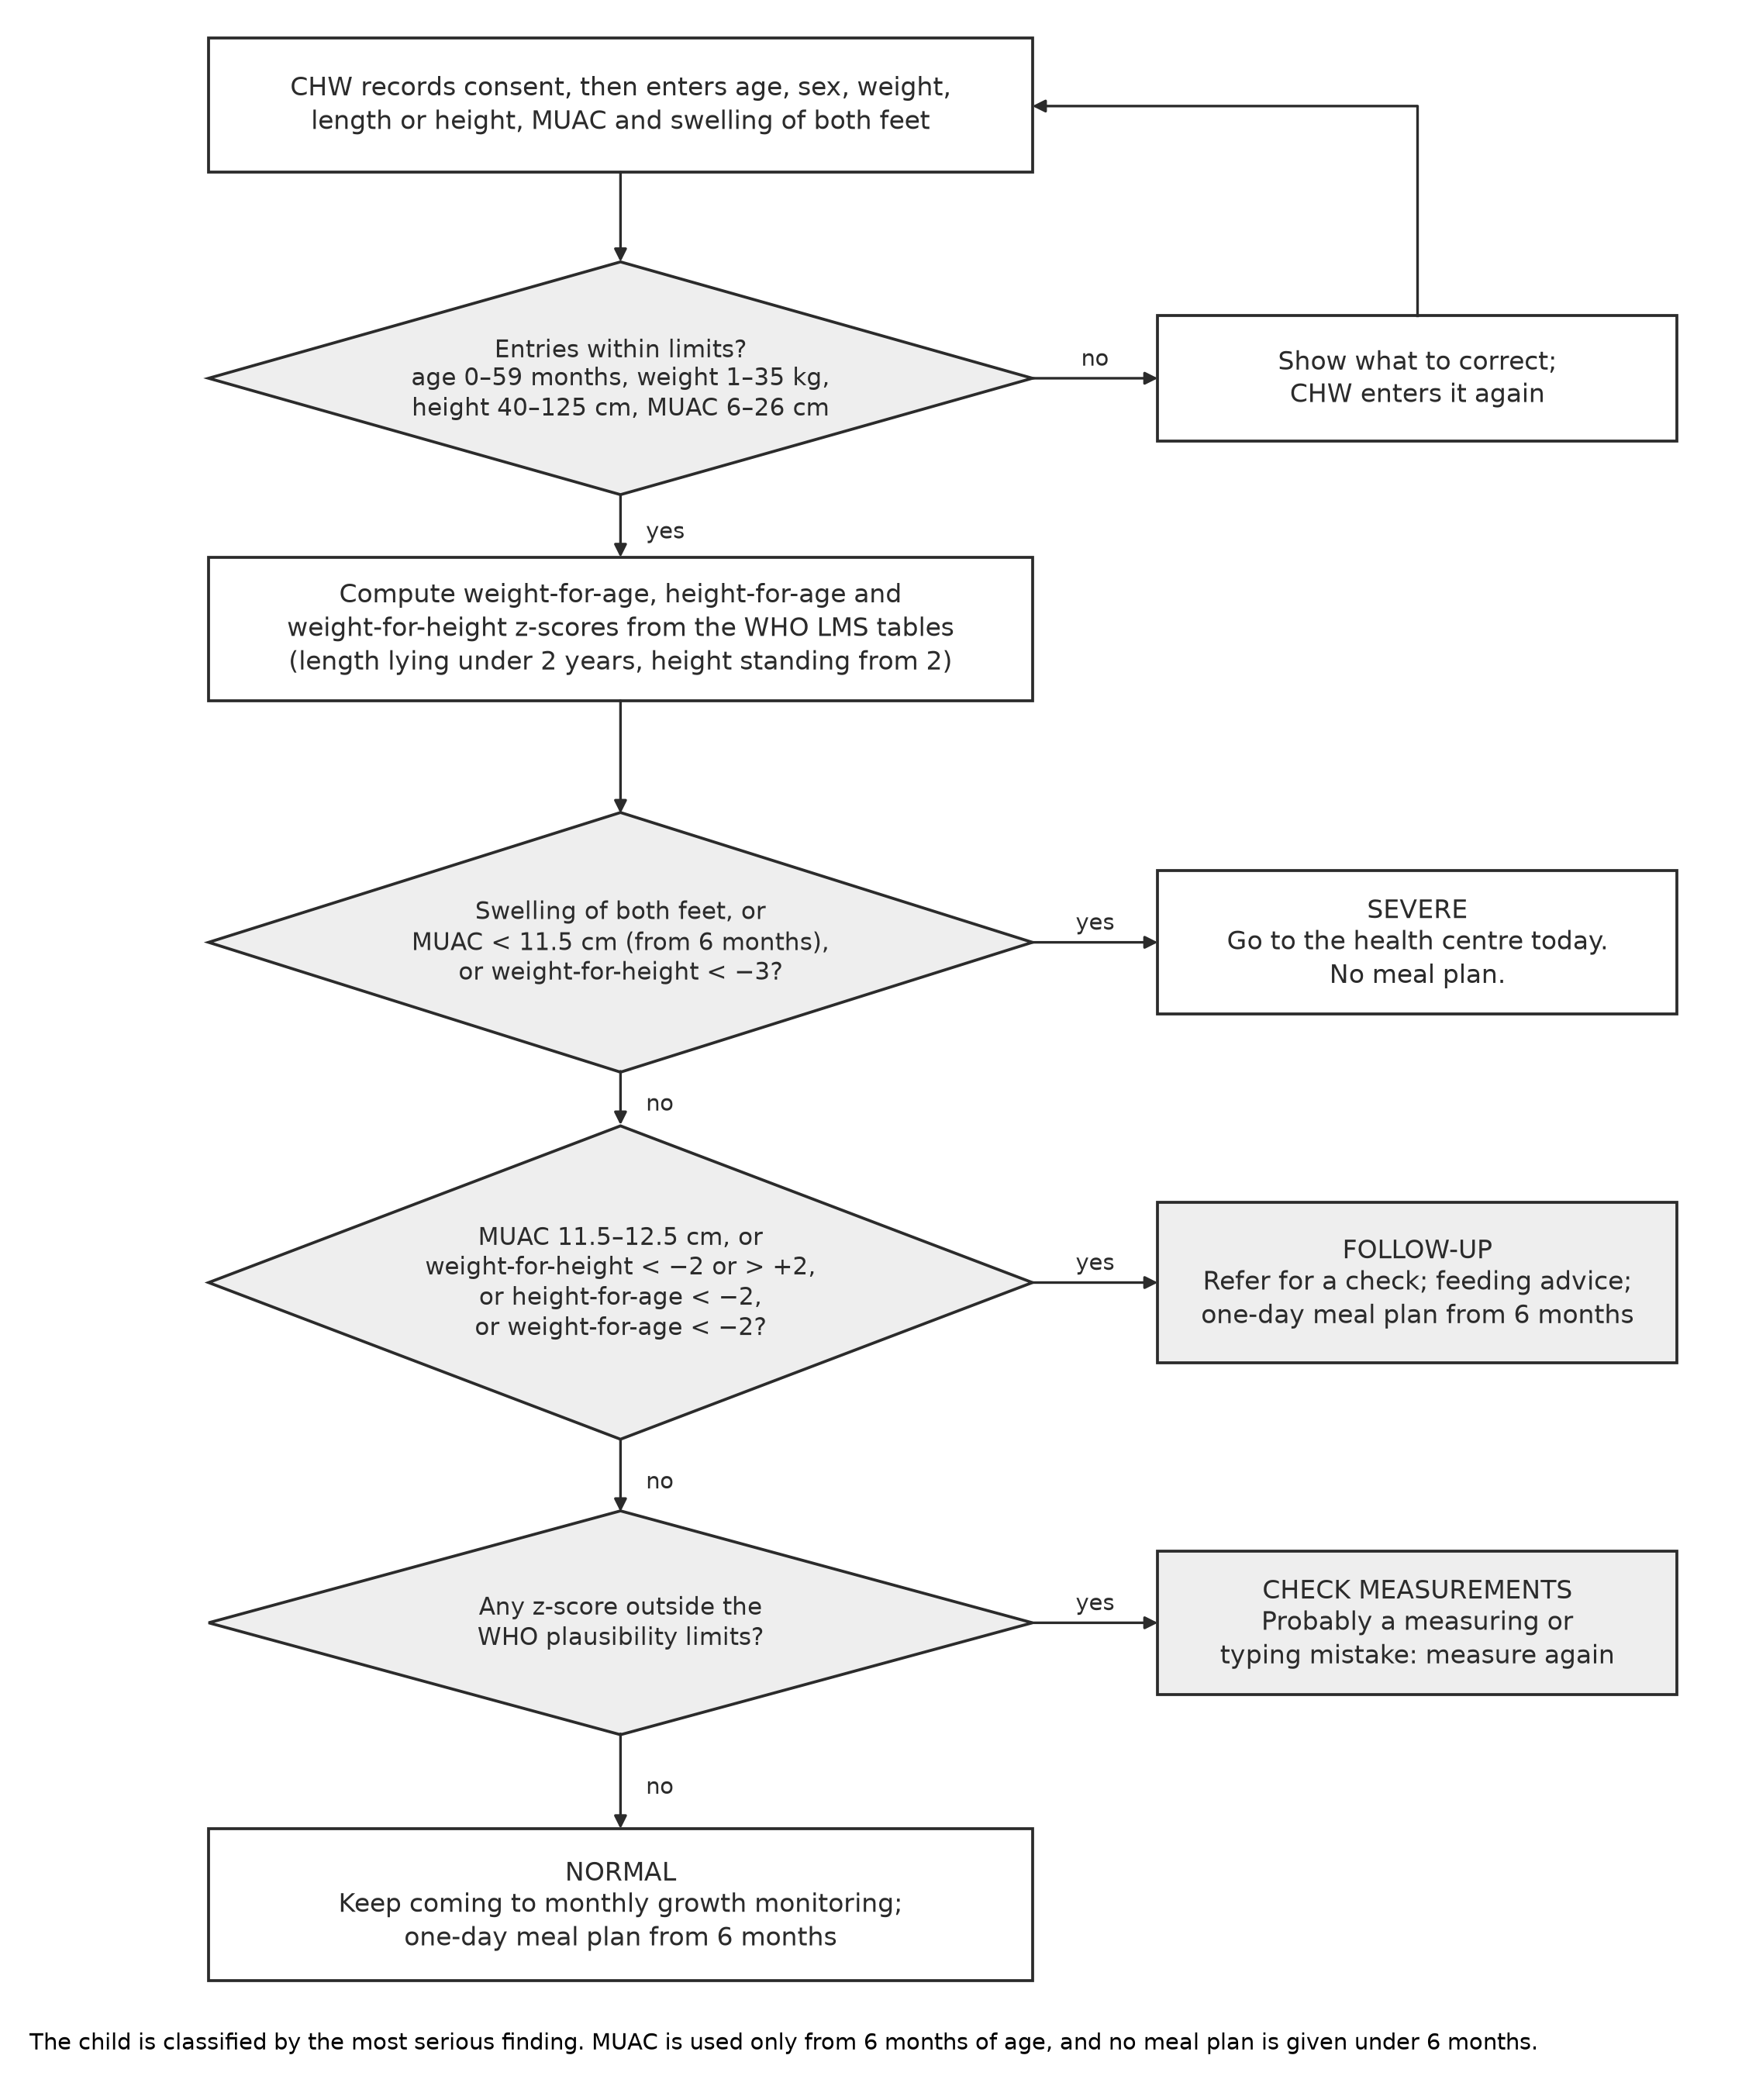 CHW records consent, then enters age, sex, weight,
length or height, MUAC and swelling of both feet
Entries within limits?
age 0–59 months, weight 1–35 kg,
height 40–125 cm, MUAC 6–26 cm
no
Show what to correct;
CHW enters it again
yes
Compute weight-for-age, height-for-age and
weight-for-height z-scores from the WHO LMS tables
(length lying under 2 years, height standing from 2)
Swelling of both feet, or
MUAC < 11.5 cm (from 6 months),
or weight-for-height < −3?
yes
SEVERE
Go to the health centre today.
No meal plan.
no
MUAC 11.5–12.5 cm, or
weight-for-height < −2 or > +2,
or height-for-age < −2,
or weight-for-age < −2?
yes
FOLLOW-UP
Refer for a check; feeding advice;
one-day meal plan from 6 months
no
Any z-score outside the
WHO plausibility limits?
yes
CHECK MEASUREMENTS
Probably a measuring or
typing mistake: measure again
no
NORMAL
Keep coming to monthly growth monitoring;
one-day meal plan from 6 months
The child is classified by the most serious finding. MUAC is used only from 6 months of age, and no meal plan is given under 6 months.